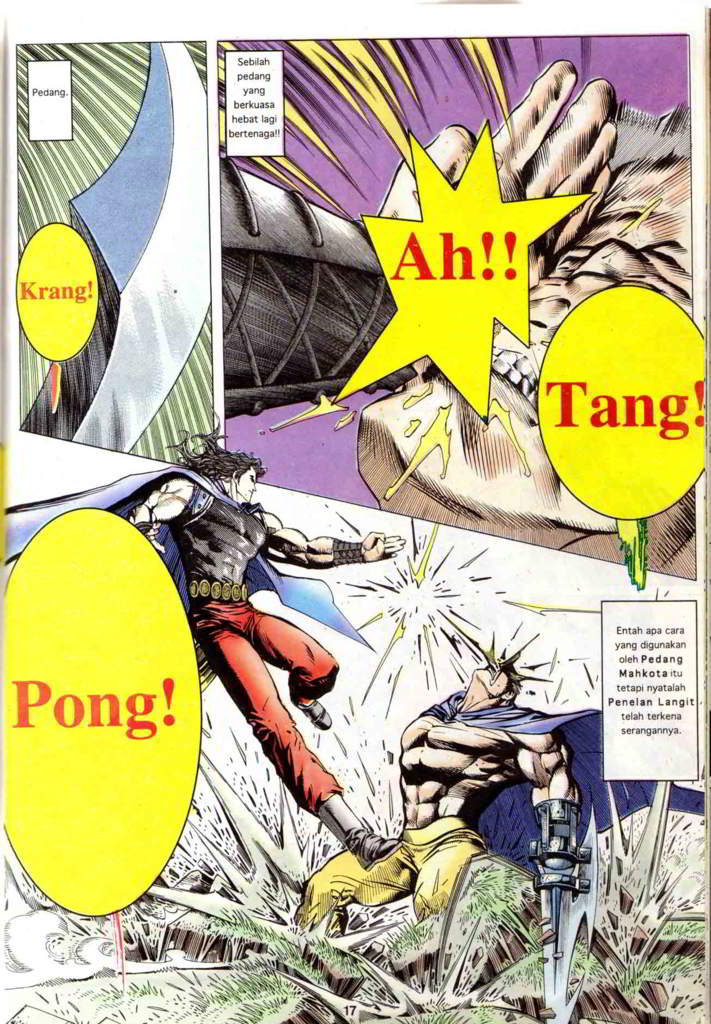 Pedang.
Krang!
Sebilah
pedang
yang
berkuasa
hebat lagi
bertenaga!!
Ah!!
Tang!
Pong!
Entah apa cara
yang digunakan
oleh Pedang
Mahkota itu
tetapi nyatalah
Penelan Langit
telah terkena
serangannya.
17